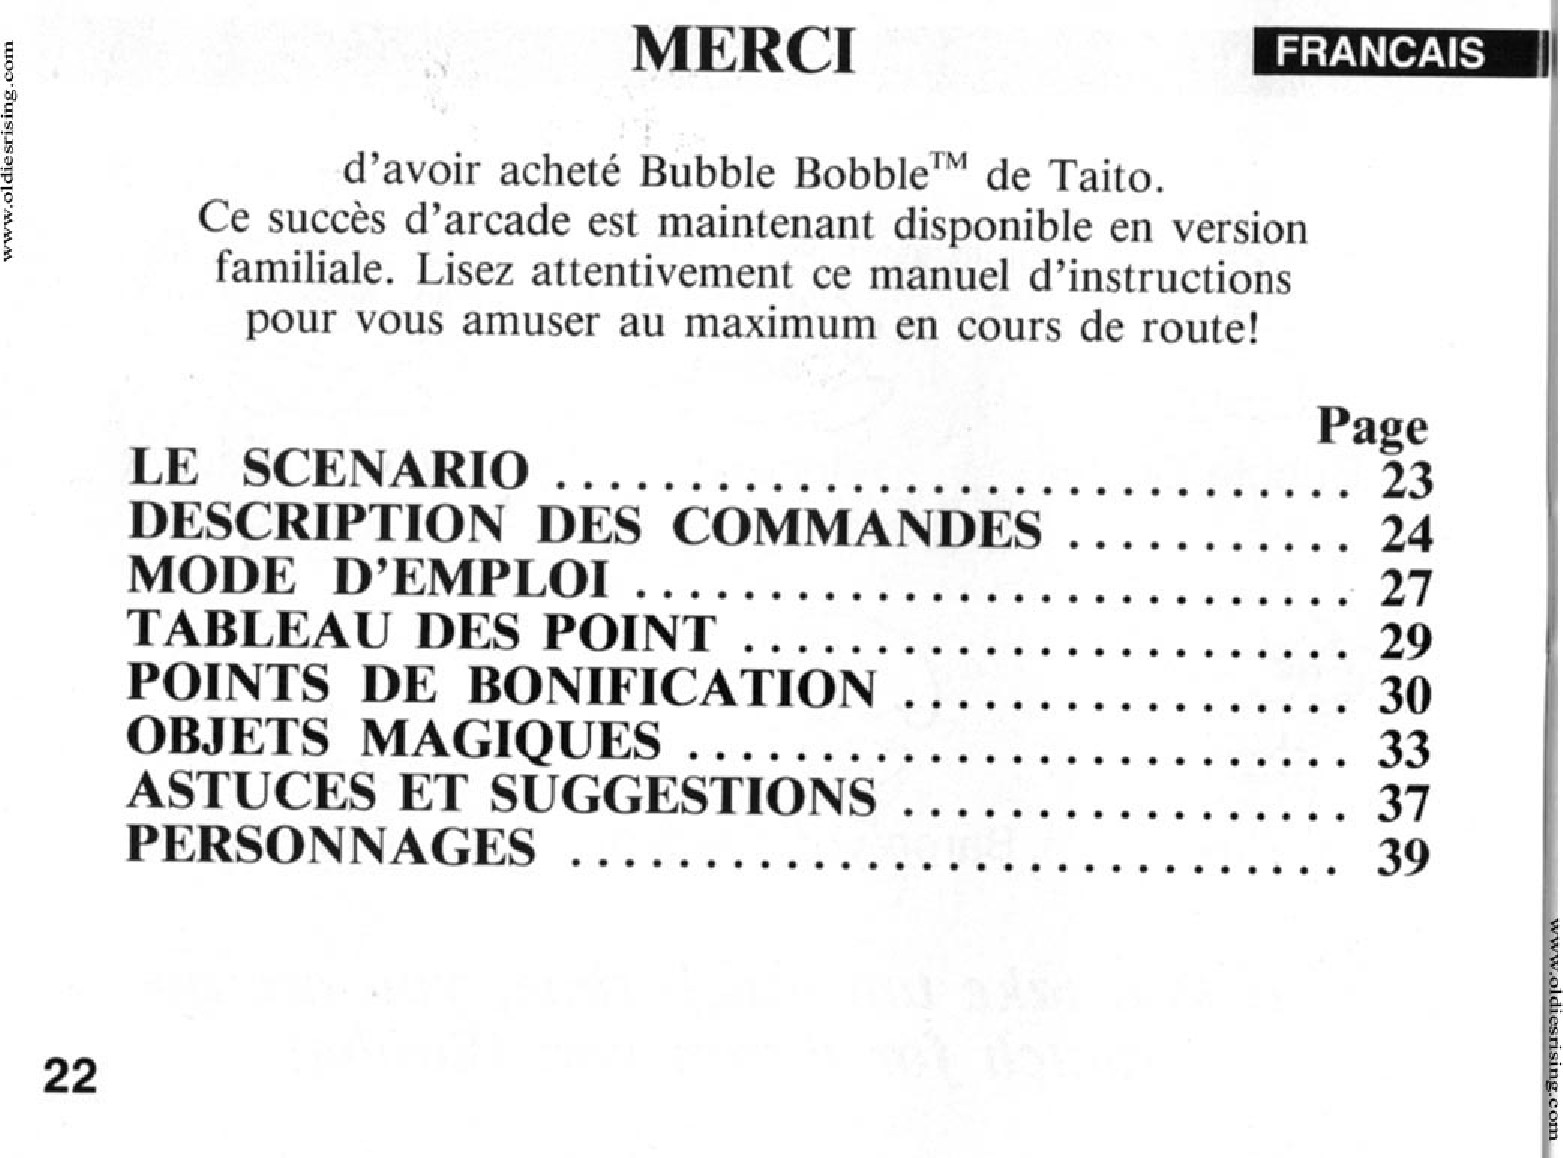 MERCI
FRANCAIS
d'avoir acheté Bubble Bobble™ de Taito.
Ce succès d'arcade est maintenant disponible en version
familiale. Lisez attentivement ce manuel d'instructions
pour vous amuser au maximum en cours de route!
Page
LE SCENARIO .............................. 23
DESCRIPTION DES COMMANDES ........... 24
MODE D'EMPLOI ........................... 27
TABLEAU DES POINT ....................... 29
POINTS DE BONIFICATION ................. 30
OBJETS MAGIQUES ......................... 33
ASTUCES ET SUGGESTIONS ................. 37
PERSONNAGES ............................. 39
22
www.oldiesrising.com
www.oldiesrising.com